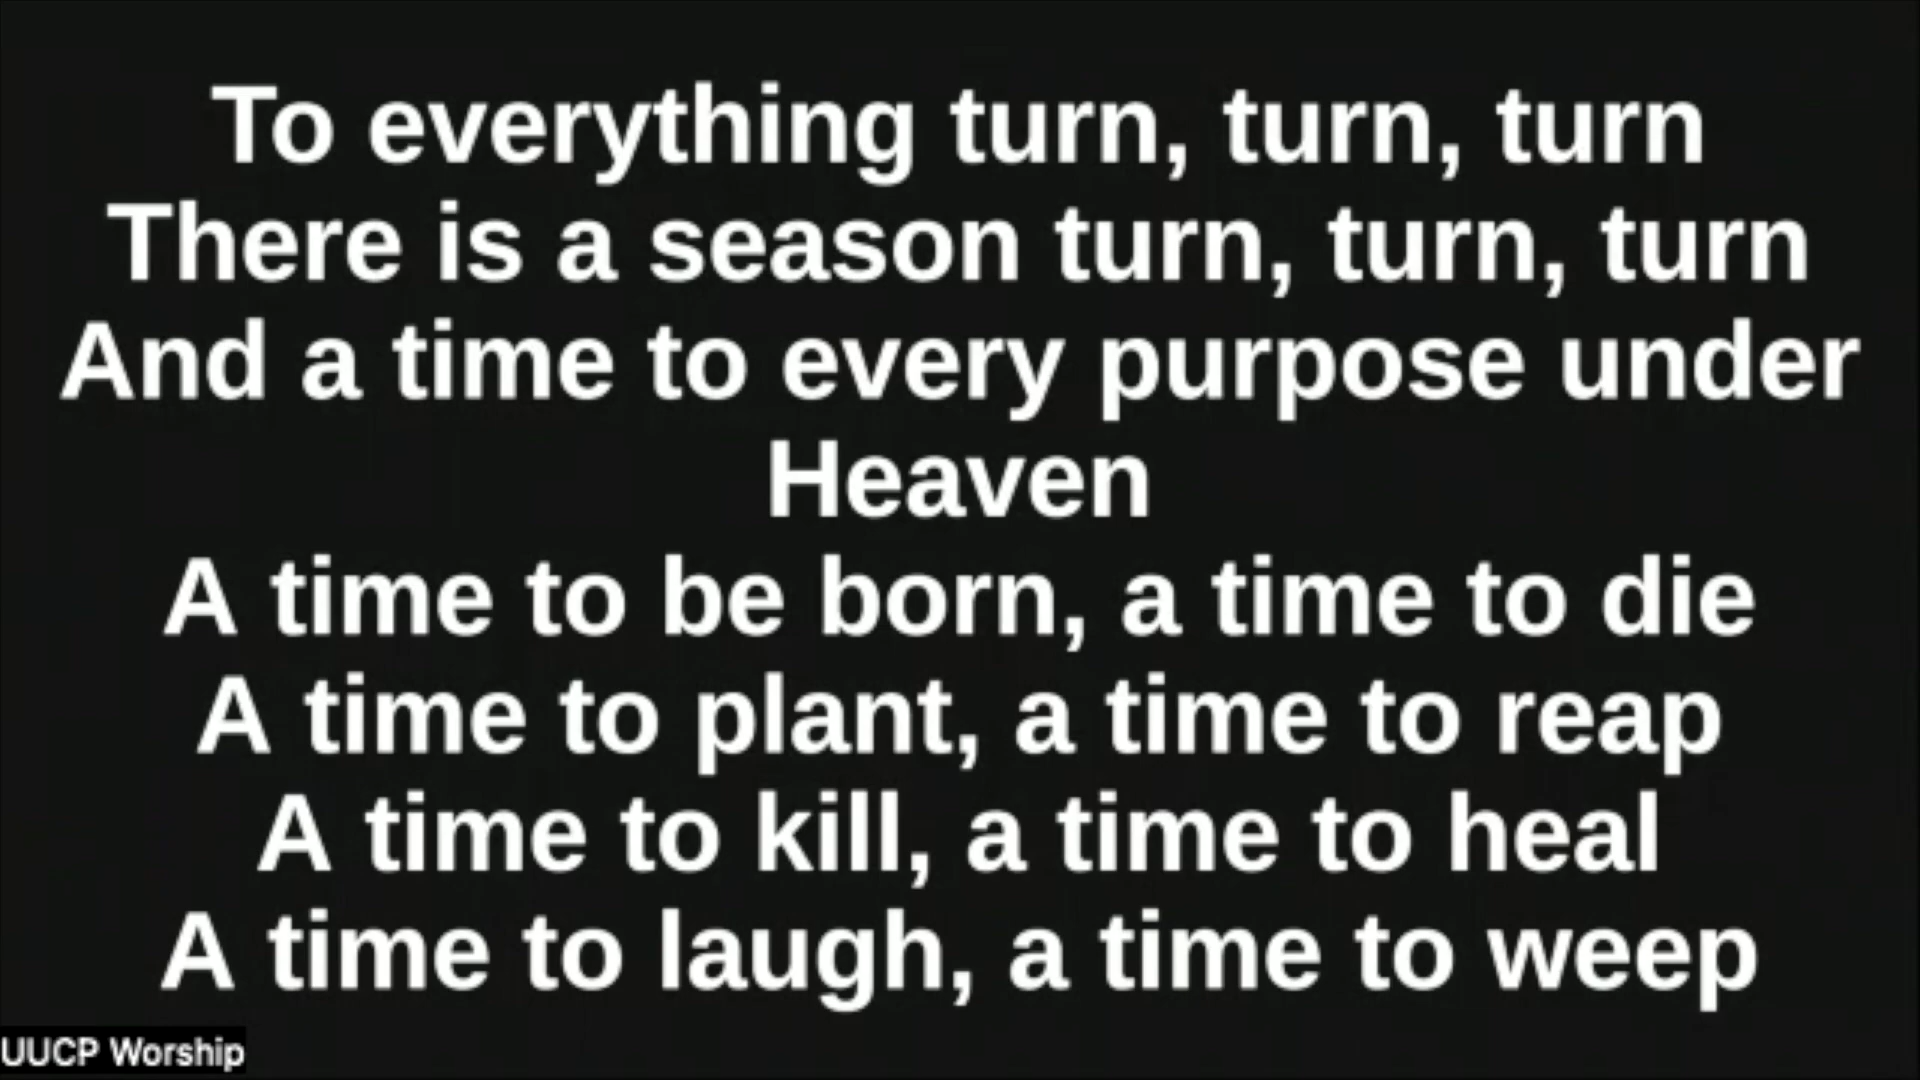 To everything turn, turn, turn
There is a season turn, turn, turn
And a time to every purpose under
Heaven
A time to be born, a time to die
A time to plant, a time to reap
A time to kill, a time to heal
A time to laugh, a time to weep
UUCP Worship